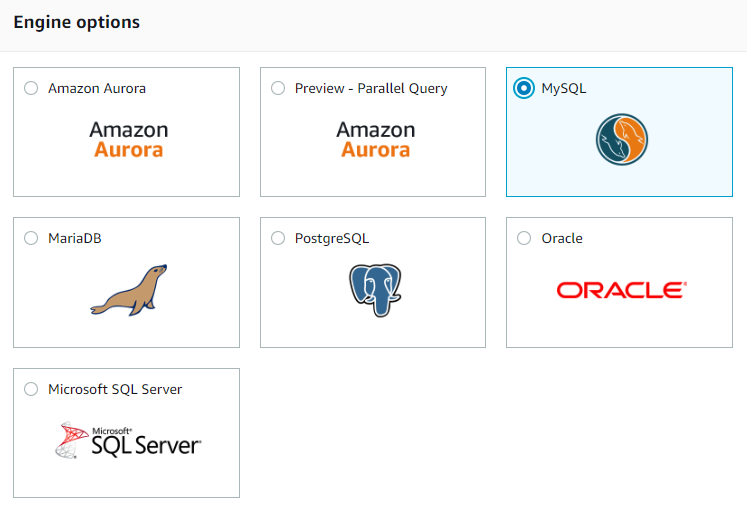 Engine options
Amazon Aurora
Amazon
Aurora
Preview - Parallel Query
Amazon
Aurora
MySQL
MariaDB
PostgreSQL
Oracle
ORACLE®
Microsoft SQL Server
Microsoft®
SQL Server®